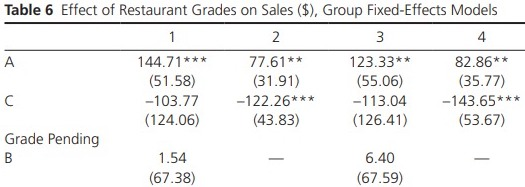 Table 6 Effect of Restaurant Grades on Sales ($), Group Fixed-Effects Models
1 2 3 4
A 144.71*** 77.61** 123.33** 82.86**
(51.58) (31.91) (55.06) (35.77)
C –103.77 –122.26*** –113.04 –143.65***
(124.06) (43.83) (126.41) (53.67)
Grade Pending
B 1.54 — 6.40 —
(67.38) (67.59)